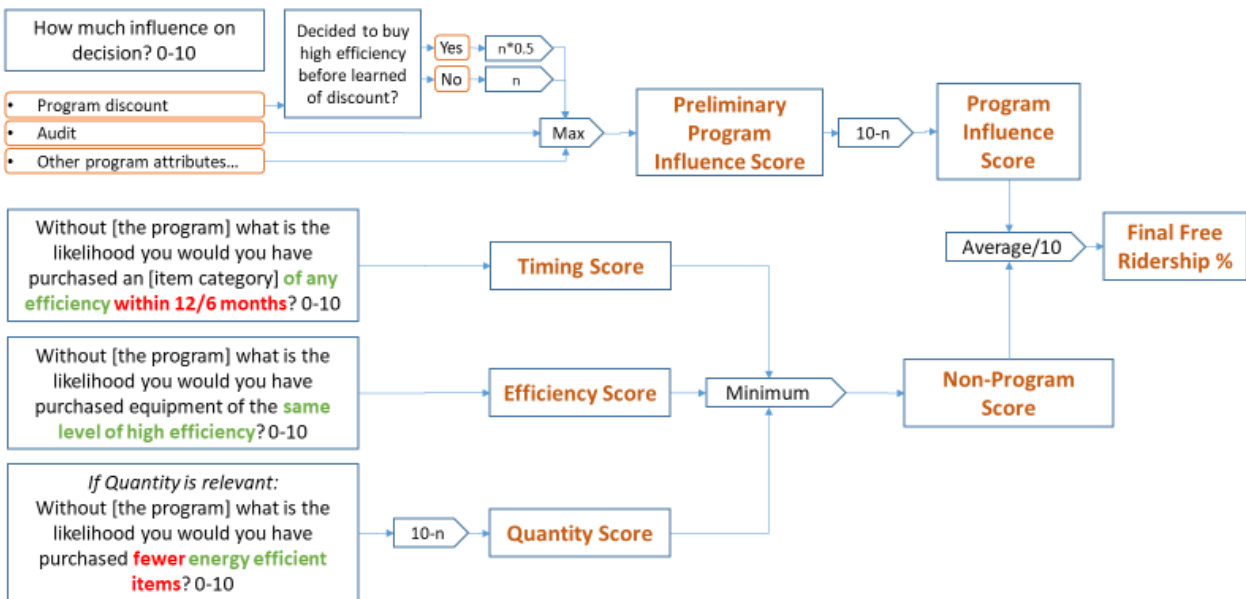 How much influence on
decision? 0-10
Decided to buy
high efficiency
before learned
of discount?
Yes
n*0.5
No
n
• Program discount
• Audit
• Other program attributes...
Max
Preliminary
Program
Influence Score
10-n
Program
Influence
Score
Without [the program] what is the
likelihood you would you have
purchased an [item category] of any
efficiency within 12/6 months? 0-10
Timing Score
Average/10
Final Free
Ridership %
Without [the program] what is the
likelihood you would you have
purchased equipment of the same
level of high efficiency? 0-10
Efficiency Score
Minimum
Non-Program
Score
If Quantity is relevant:
Without [the program] what is the
likelihood you would you have
purchased fewer energy efficient
items? 0-10
10-n
Quantity Score